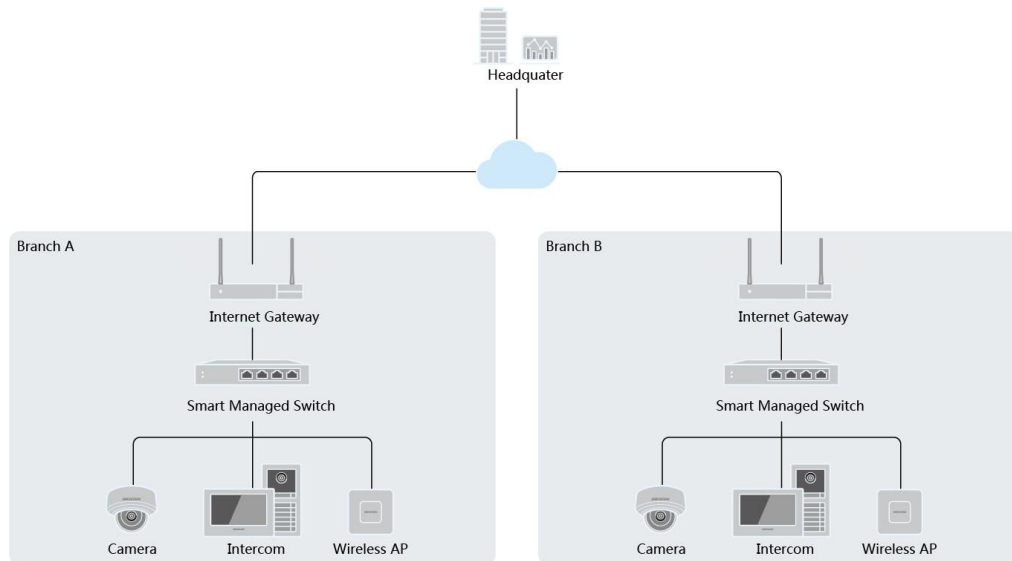 Headquater
Branch A
Branch B
Internet Gateway
Internet Gateway
Smart Managed Switch
Smart Managed Switch
Camera
Intercom
Wireless AP
Camera
Intercom
Wireless AP